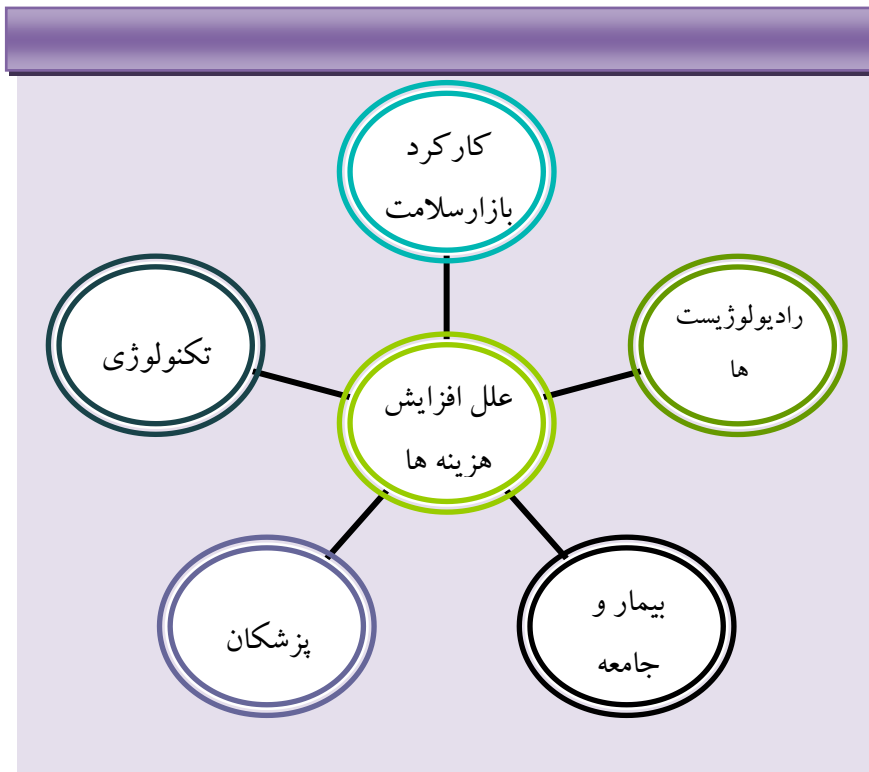 کارکرد
بازارسلامت
رادیولوژیست
ها
تکنولوژی
علل افزایش
هزینه ها
بیمار و
جامعه
پزشکان